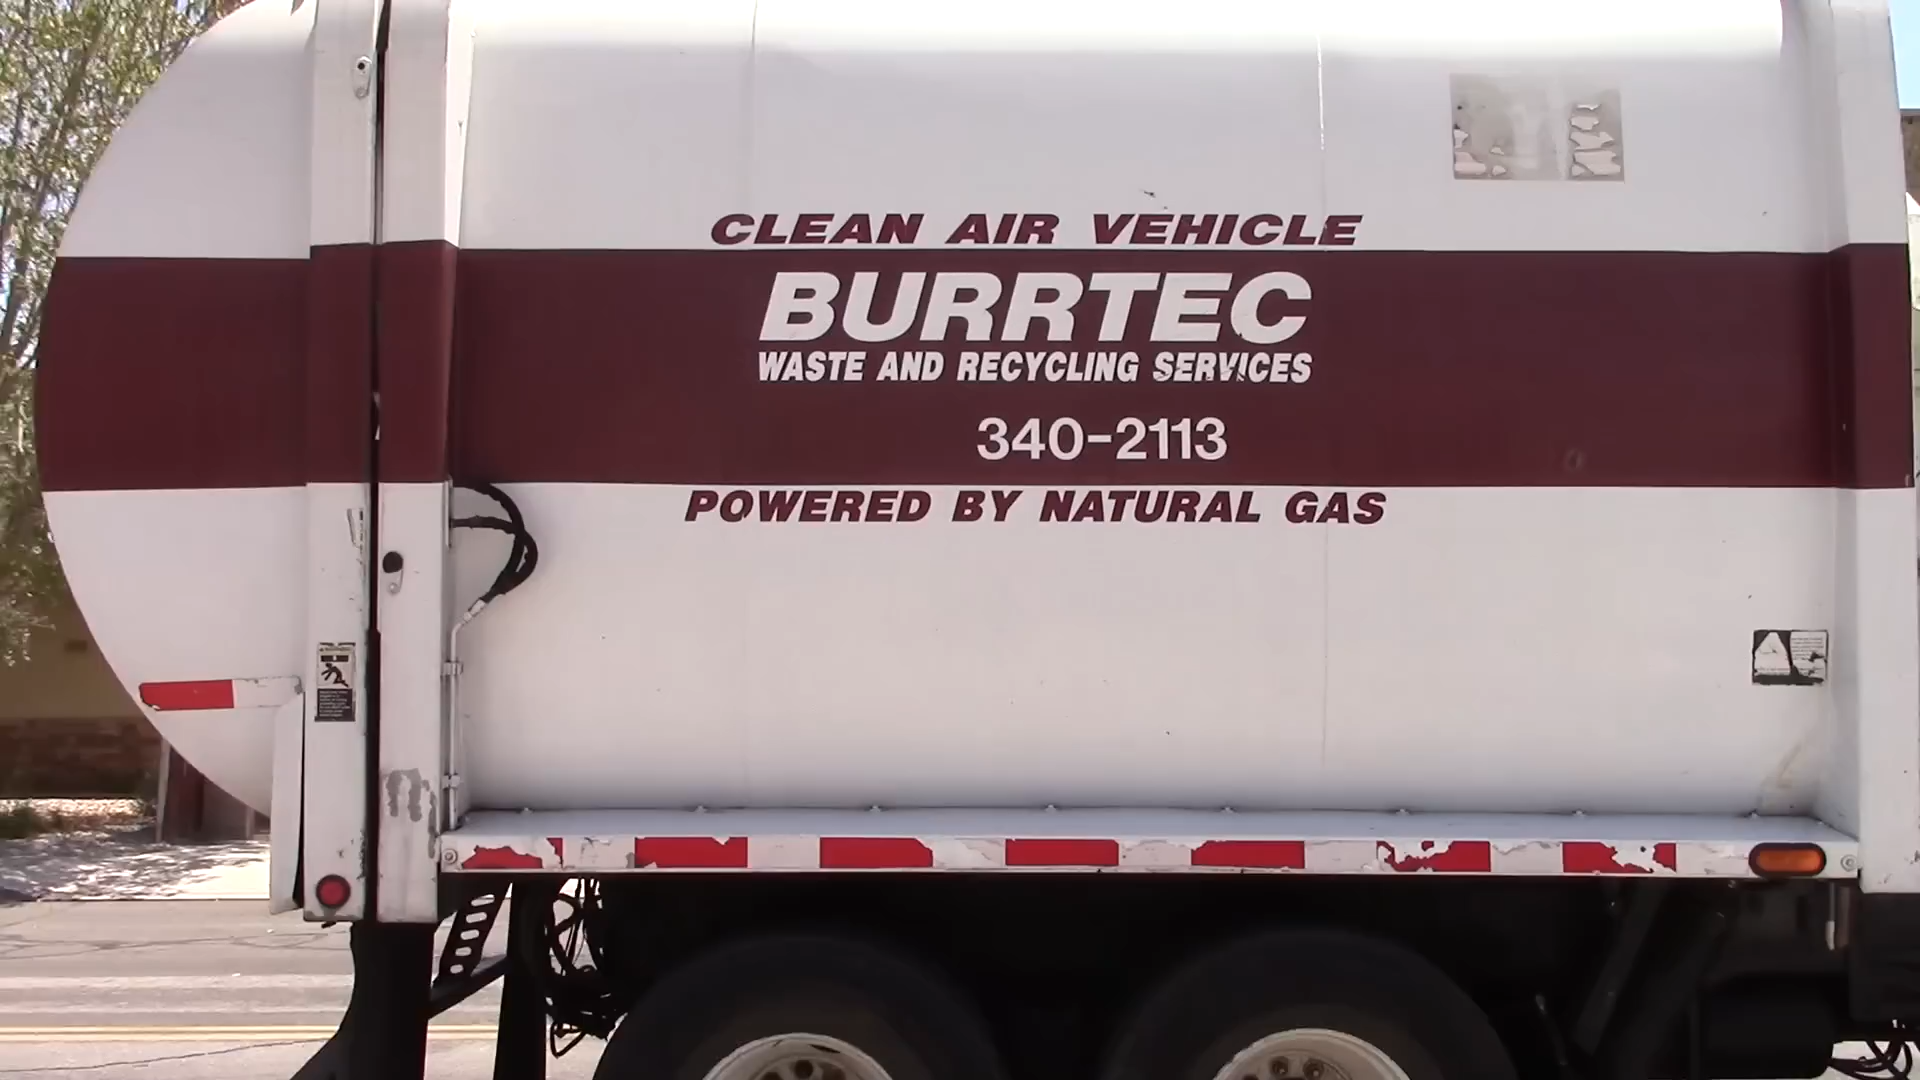 CLEAN AIR VEHICLE
BURRTEC
WASTE AND RECYCLING SERVICES
340-2113
POWERED BY NATURAL GAS